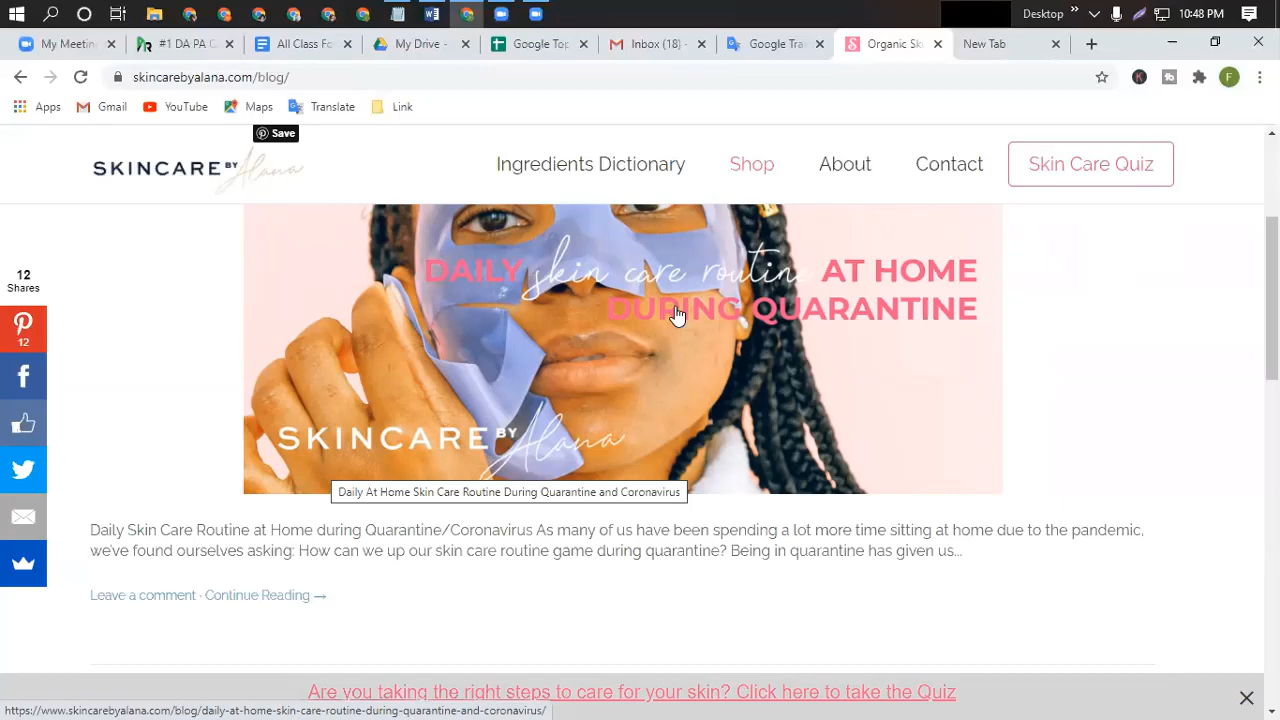 Desktop
10:48 PM
My Meetin
#1 DA PA C
All Class Fo
My Drive -
Google Top
Inbox (18) -
Google Tra
Organic Sk
New Tab
skincarebyalana.com/blog/
F
Apps
Gmail
YouTube
Maps
Translate
Link
Save
SKINCARE BY Alana
Ingredients Dictionary
Shop
About
Contact
Skin Care Quiz
12
Shares
12
DAILY skin care routine AT HOME
DURING QUARANTINE
SKINCARE BY Alana
Daily At Home Skin Care Routine During Quarantine and Coronavirus
Daily Skin Care Routine at Home during Quarantine/Coronavirus As many of us have been spending a lot more time sitting at home due to the pandemic,
we've found ourselves asking: How can we up our skin care routine game during quarantine? Being in quarantine has given us...
Leave a comment · Continue Reading →
Are you taking the right steps to care for your skin? Click here to take the Quiz
https://www.skincarebyalana.com/blog/daily-at-home-skin-care-routine-during-quarantine-and-coronavirus/